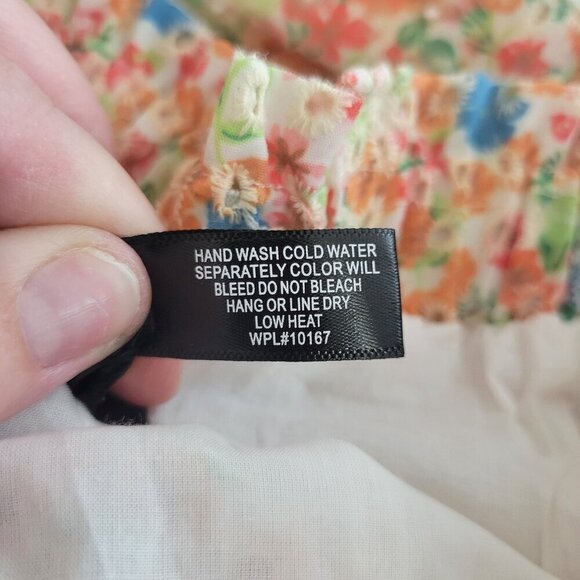 HAND WASH COLD WATER
SEPARATELY COLOR WILL
BLEED DO NOT BLEACH
HANG OR LINE DRY
LOW HEAT
WPL#10167